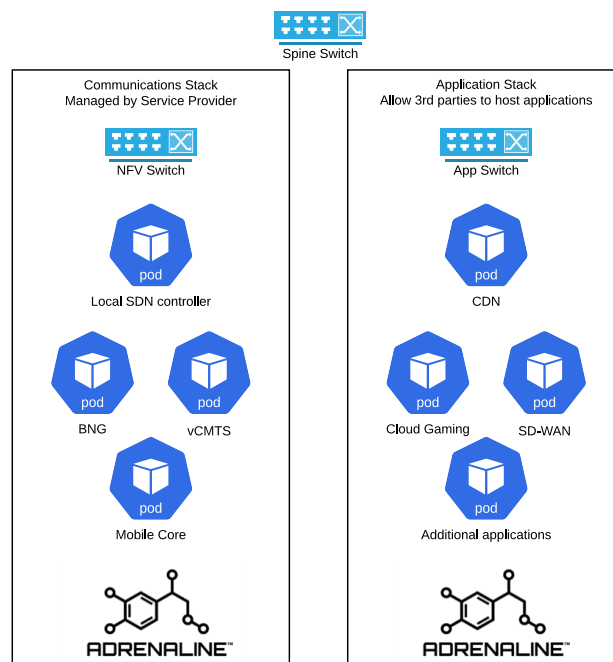 Spine Switch
Communications Stack
Managed by Service Provider
NFV Switch
pod
Local SDN controller
pod
pod
BNG
vCMTS
pod
Mobile Core
ADRENALINE™
Application Stack
Allow 3rd parties to host applications
App Switch
pod
CDN
pod
pod
Cloud Gaming
SD-WAN
pod
Additional applications
ADRENALINE™